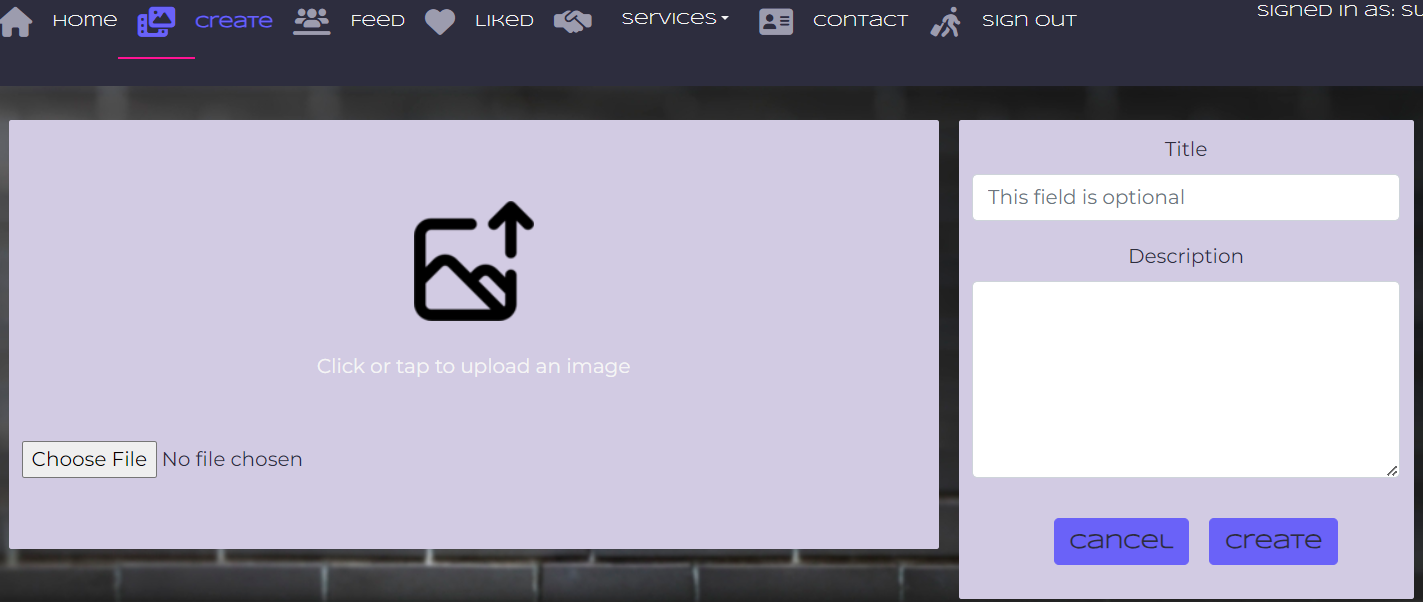 Home
create
Feed
Liked
services
contact
sign out
signed in as: su
Click or tap to upload an image
Choose File No file chosen
Title
This field is optional
Description
cancel
create